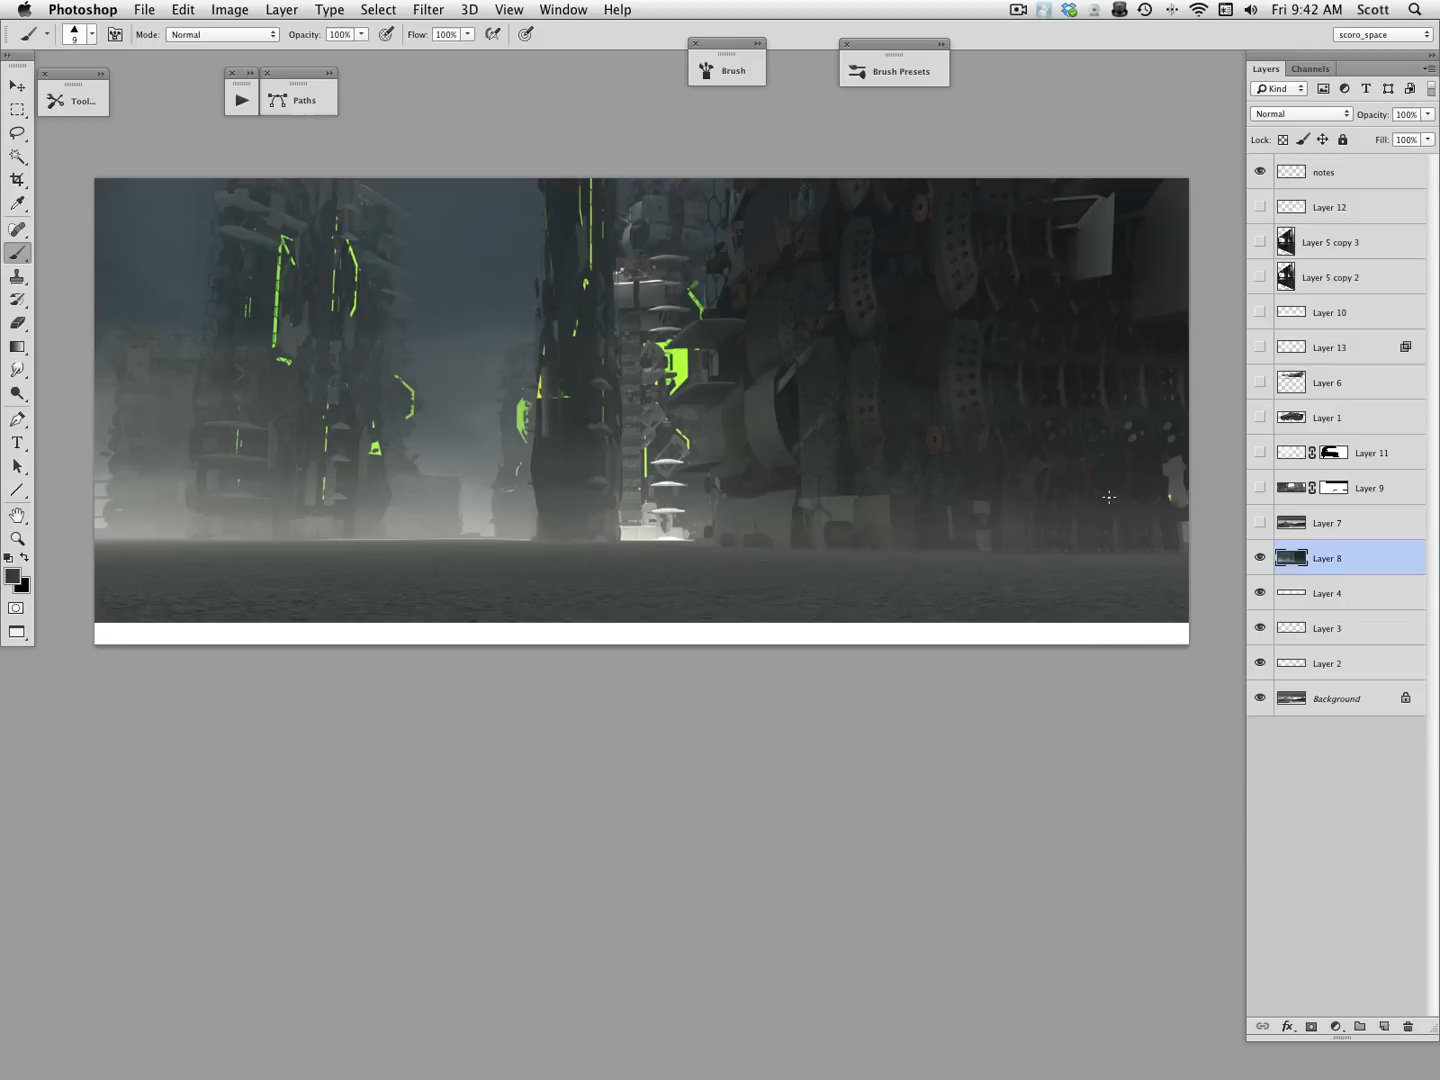 Photoshop File Edit Image Layer Type Select Filter 3D View Window Help Fri 9:42 AM Scott
9 Mode: Normal Opacity: 100% Flow: 100% scoro_space
Tool...
Paths
Brush
Brush Presets
Layers Channels
Kind
Normal Opacity: 100%
Lock: Fill: 100%
notes
Layer 12
Layer 5 copy 3
Layer 5 copy 2
Layer 10
Layer 13
Layer 6
Layer 1
Layer 11
Layer 9
Layer 7
Layer 8
Layer 4
Layer 3
Layer 2
Background